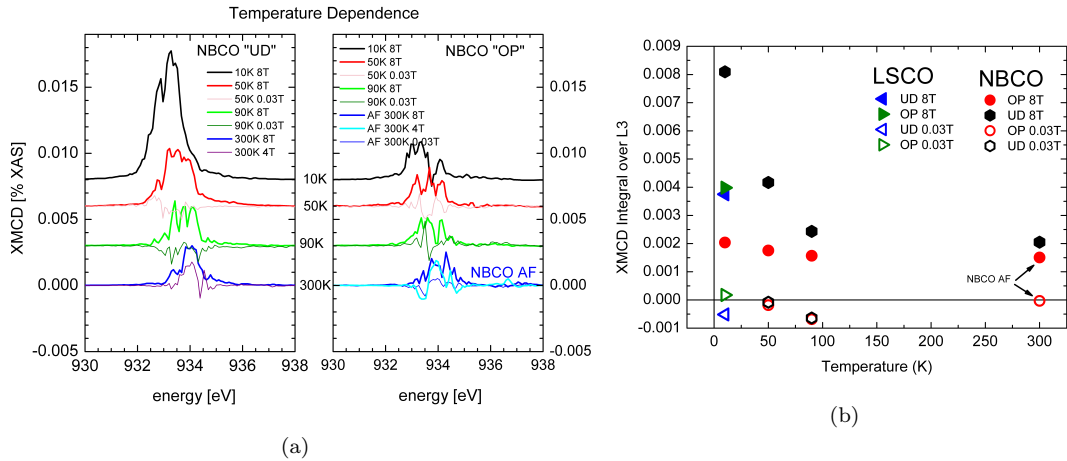 Temperature Dependence
NBCO "UD"
10K 8T
50K 8T
50K 0.03T
90K 8T
90K 0.03T
300K 8T
300K 4T
NBCO "OP"
10K 8T
50K 8T
50K 0.03T
90K 8T
90K 0.03T
AF 300K 8T
AF 300K 4T
AF 300K 0.03T
XMCD [% XAS]
0.015
0.010
0.005
0.000
-0.005
10K
50K
90K
300K
NBCO AF
0.015
0.010
0.005
0.000
-0.005
930 932 934 936 938
930 932 934 936 938
energy [eV]
energy [eV]
(a)
XMCD Integral over L3
0.009
0.008
0.007
0.006
0.005
0.004
0.003
0.002
0.001
0.000
-0.001
LSCO
UD 8T
OP 8T
UD 0.03T
OP 0.03T
NBCO
OP 8T
UD 8T
OP 0.03T
UD 0.03T
NBCO AF
0 50 100 150 200 250 300
Temperature (K)
(b)